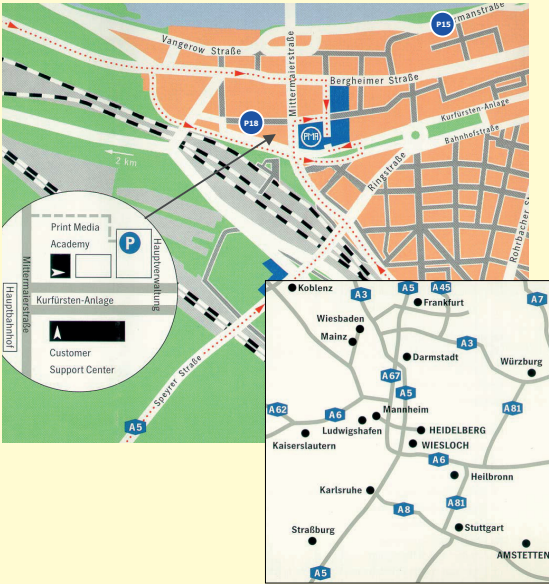 P15
Vangerow Straße
Mittermaierstraße
Bergheimer Straße
P18
PMA
Kurfürsten-Anlage
Bahnhofstraße
Ringstraße
2 km
Print Media
Academy
P
Hauptverwaltung
Mittermaierstraße
Hauptbahnhof
Kurfürsten-Anlage
Customer
Support Center
Speyrer Straße
A5
Koblenz
A3
A5
A45
A7
Frankfurt
Wiesbaden
Mainz
A3
Darmstadt
Würzburg
A67
A5
A62
A6
Mannheim
A81
Ludwigshafen
HEIDELBERG
Kaiserslautern
WIESLOCH
A6
Heilbronn
Karlsruhe
A81
A8
Stuttgart
Straßburg
AMSTETTEN
A5